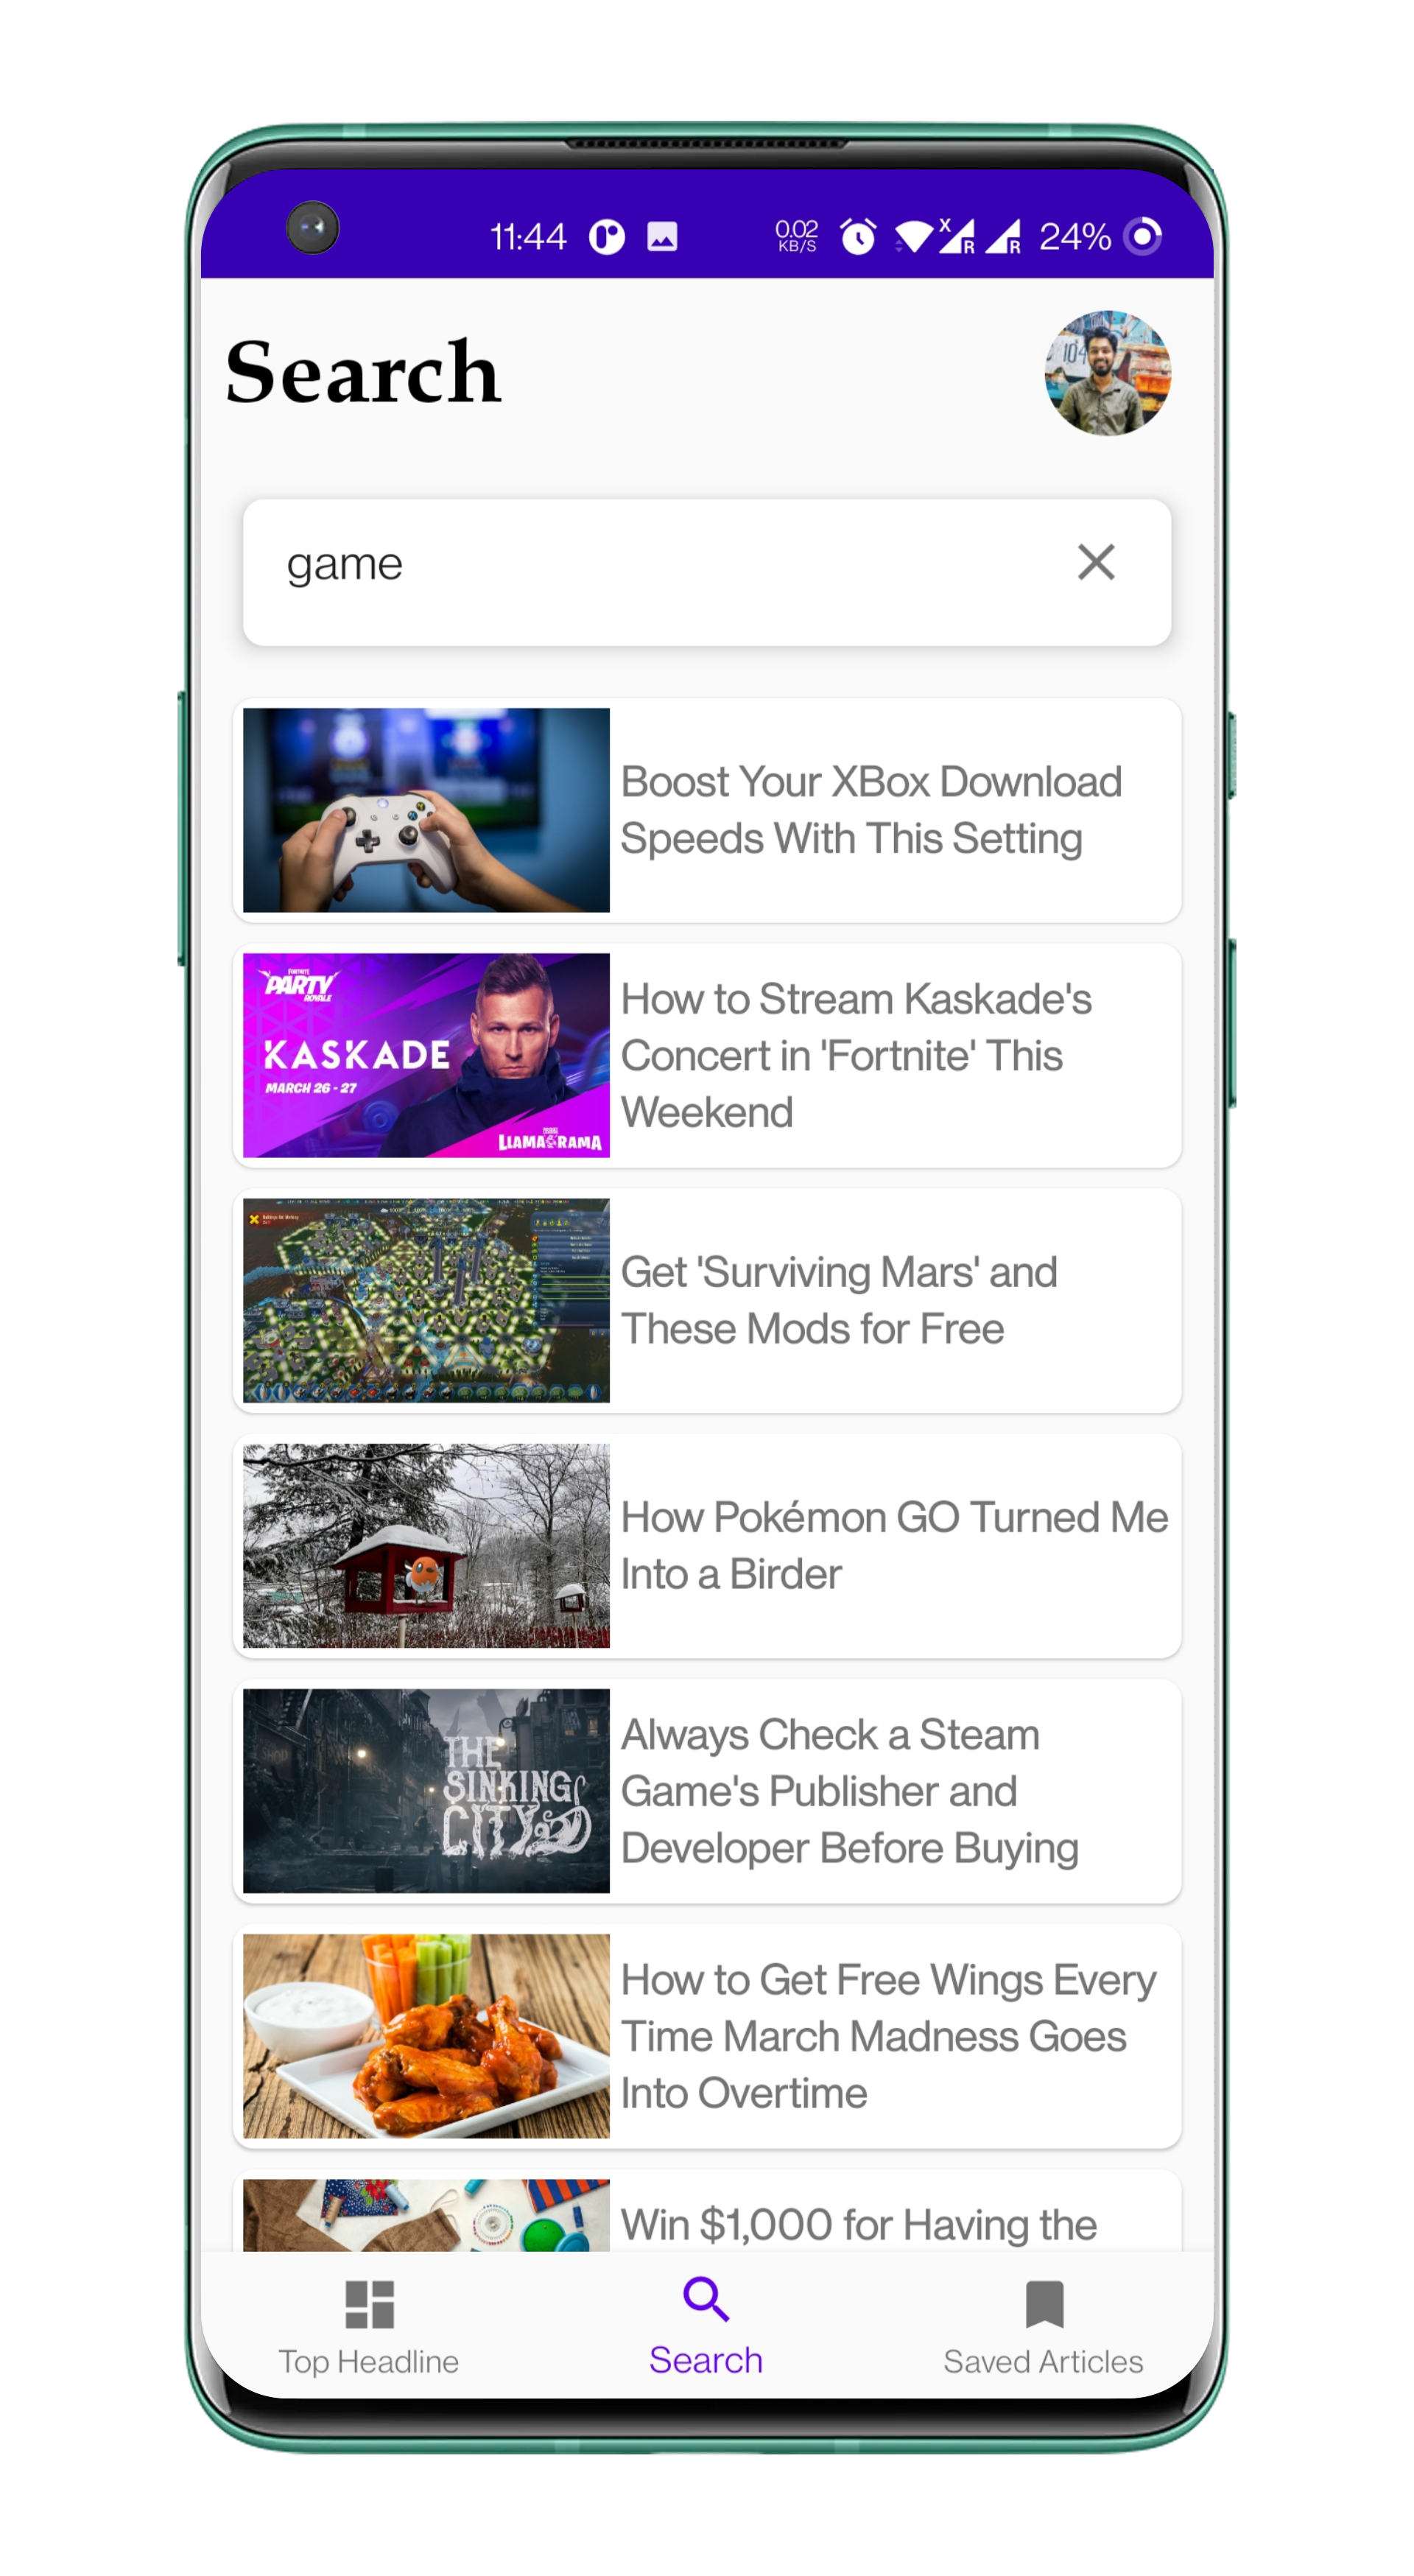 11:44
0.02
KB/S
X
R
R
24%
Search
104
game
Boost Your XBox Download
Speeds With This Setting
FORTNITE
PARTY
ROYALE
KASKADE
MARCH 26 - 27
LLAMA RAMA
How to Stream Kaskade's
Concert in 'Fortnite' This
Weekend
Get 'Surviving Mars' and
These Mods for Free
How Pokémon GO Turned Me
Into a Birder
THE
SINKING
CITY
Always Check a Steam
Game's Publisher and
Developer Before Buying
How to Get Free Wings Every
Time March Madness Goes
Into Overtime
Win $1,000 for Having the
Top Headline
Search
Saved Articles